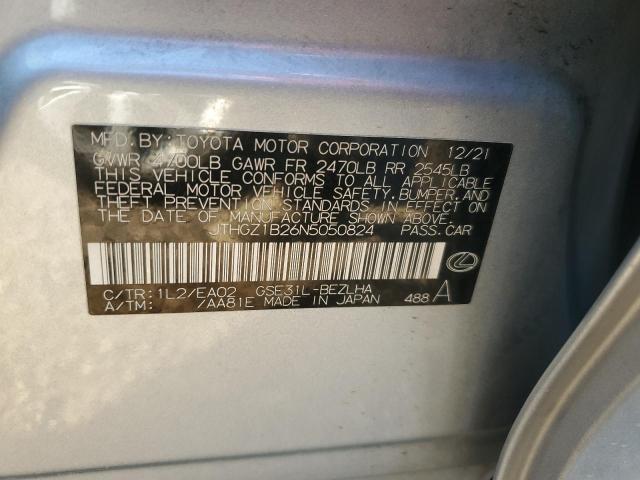 MFD.BY:TOYOTA MOTOR CORPORATION 12/21
GVWR 4700LB GAWR FR 2470LB RR 2545LB
THIS VEHICLE CONFORMS TO ALL APPLICABLE
FEDERAL MOTOR VEHICLE SAFETY, BUMPER, AND
THEFT PREVENTION STANDARDS IN EFFECT ON
THE DATE OF MANUFACTURE SHOWN ABOVE.
JTHGZ1B26N5050824 PASS.CAR
C/TR:1L2/EA02 GSE31L-BEZLHA
A/TM: /AA81E MADE IN JAPAN 488 A